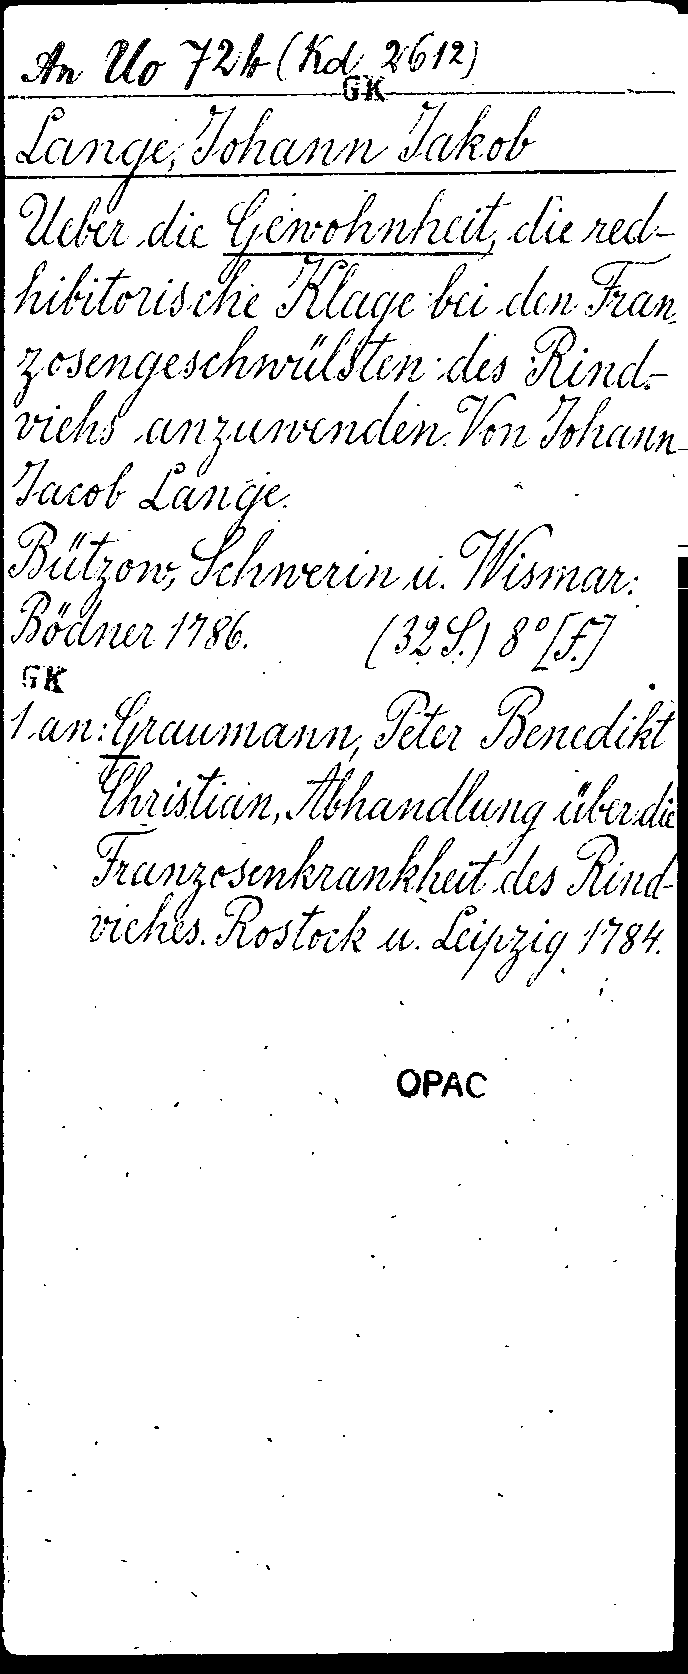 An Uo 72b (Kd 2612)
GK
Lange, Johann Jakob
Ueber die Gewohnheit, die red-
hibitorische Klage bei den Fran-
zosengeschwülsten des Rind-
viehs anzuwenden. Von Johann
Jacob Lange.
Bützow, Schwerin u. Wismar:
Bödner 1786. (32 S.) 8° [f.]
GK
1 an: Graumann, Peter Benedikt
Christian, Abhandlung über die
Franzosenkrankheit des Rind-
viches. Rostock u. Leipzig 1784.
OPAC